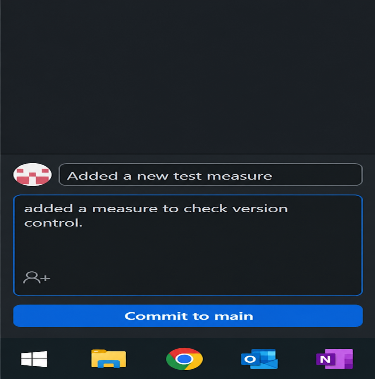 Added a new test measure
added a measure to check version
control.
Commit to main